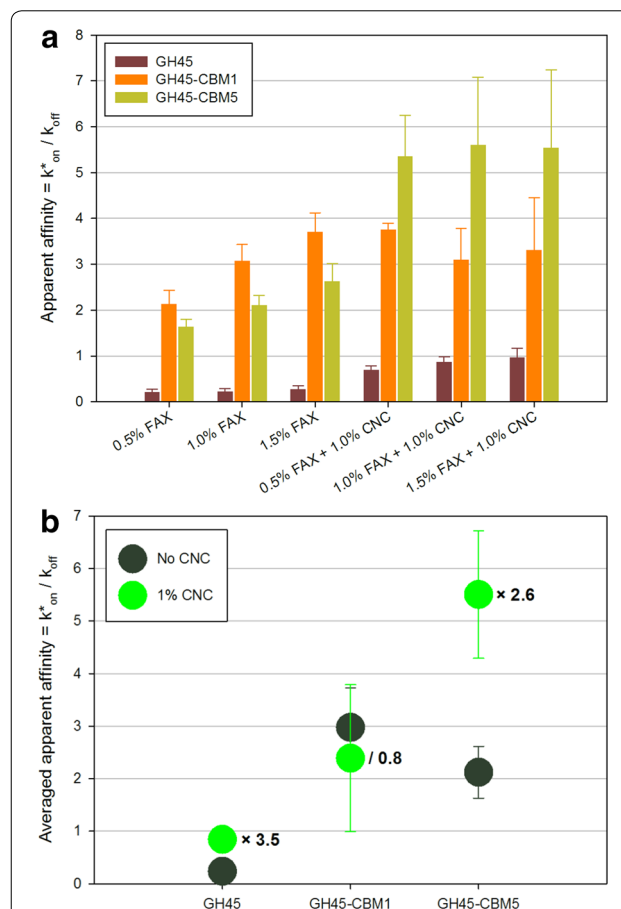 a
GH45
GH45-CBM1
GH45-CBM5
Apparent affinity = k*on / koff
8
7
6
5
4
3
2
1
0
0.5% FAX
1.0% FAX
1.5% FAX
0.5% FAX + 1.0% CNC
1.0% FAX + 1.0% CNC
1.5% FAX + 1.0% CNC
b
No CNC
1% CNC
Averaged apparent affinity = k*on / koff
7
6
5
4
3
2
1
0
× 2.6
/ 0.8
× 3.5
GH45
GH45-CBM1
GH45-CBM5